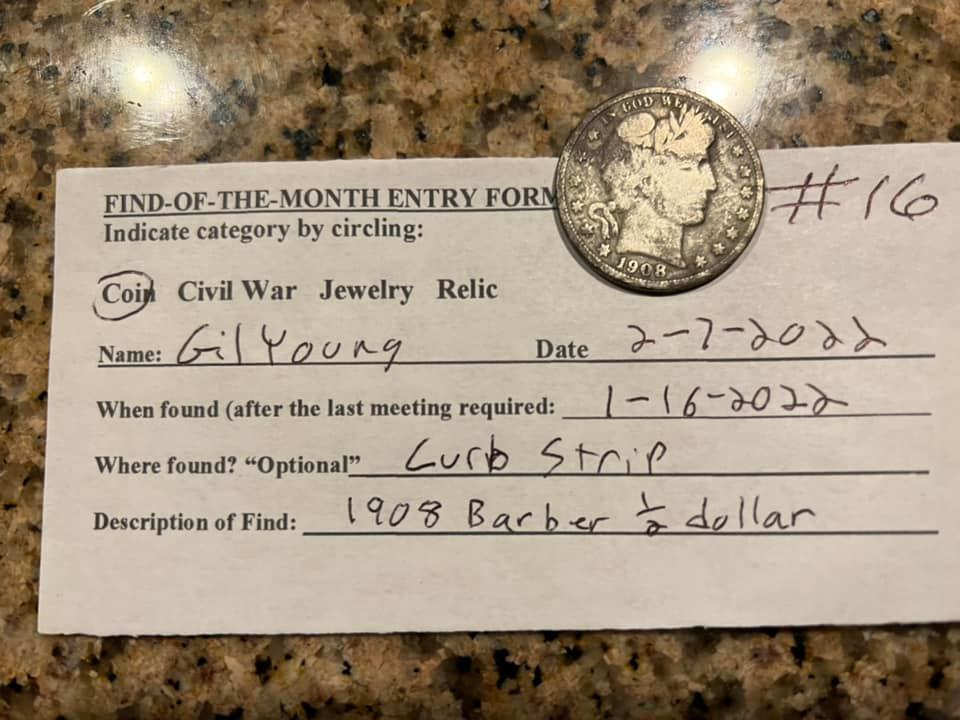 IN GOD WE TRUST
1908
#16
FIND-OF-THE-MONTH ENTRY FORM
Indicate category by circling:
Coin Civil War Jewelry Relic
Name: Gil Young Date 2-7-2022
When found (after the last meeting required: 1-16-2022
Where found? “Optional” Curb Strip
Description of Find: 1908 Barber 1/2 dollar